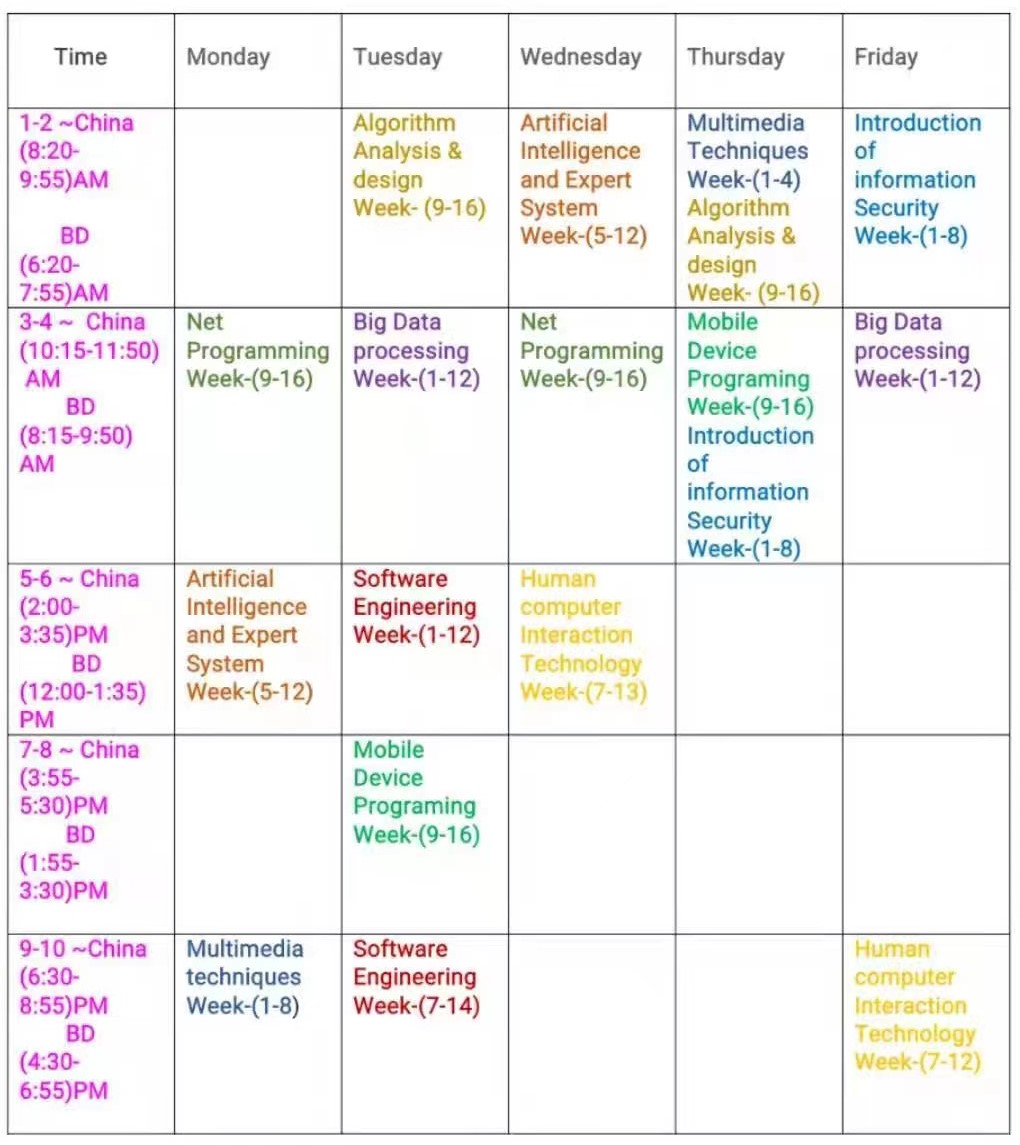 Time
Monday
Tuesday
Wednesday
Thursday
Friday
1-2 ~China
(8:20-
9:55)AM
BD
(6:20-
7:55)AM
Algorithm
Analysis &
design
Week- (9-16)
Artificial
Intelligence
and Expert
System
Week-(5-12)
Multimedia
Techniques
Week-(1-4)
Algorithm
Analysis &
design
Week- (9-16)
Introduction
of
information
Security
Week-(1-8)
3-4 ~ China
(10:15-11:50)
AM
BD
(8:15-9:50)
AM
Net
Programming
Week-(9-16)
Big Data
processing
Week-(1-12)
Net
Programming
Week-(9-16)
Mobile
Device
Programing
Week-(9-16)
Introduction
of
information
Security
Week-(1-8)
Big Data
processing
Week-(1-12)
5-6 ~ China
(2:00-
3:35)PM
BD
(12:00-1:35)
PM
Artificial
Intelligence
and Expert
System
Week-(5-12)
Software
Engineering
Week-(1-12)
Human
computer
Interaction
Technology
Week-(7-13)
7-8 ~ China
(3:55-
5:30)PM
BD
(1:55-
3:30)PM
Mobile
Device
Programing
Week-(9-16)
9-10 ~China
(6:30-
8:55)PM
BD
(4:30-
6:55)PM
Multimedia
techniques
Week-(1-8)
Software
Engineering
Week-(7-14)
Human
computer
Interaction
Technology
Week-(7-12)